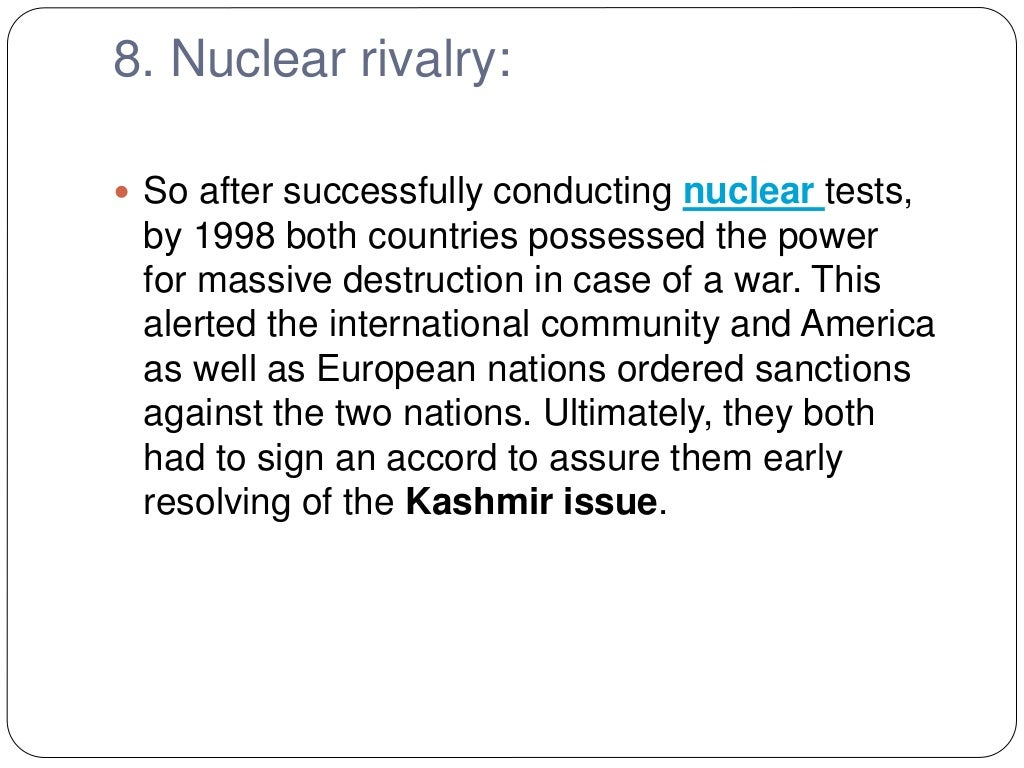 8. Nuclear rivalry:
• So after successfully conducting nuclear tests,
by 1998 both countries possessed the power
for massive destruction in case of a war. This
alerted the international community and America
as well as European nations ordered sanctions
against the two nations. Ultimately, they both
had to sign an accord to assure them early
resolving of the Kashmir issue.